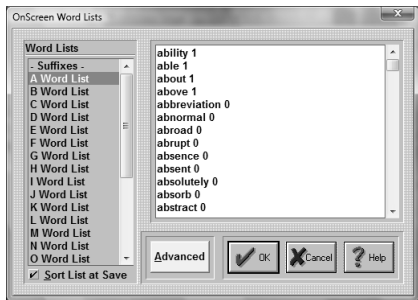 OnScreen Word Lists
Word Lists
- Suffixes -
A Word List
B Word List
C Word List
D Word List
E Word List
F Word List
G Word List
H Word List
I Word List
J Word List
K Word List
L Word List
M Word List
N Word List
O Word List
Sort List at Save
ability 1
able 1
about 1
above 1
abbreviation 0
abnormal 0
abroad 0
abrupt 0
absence 0
absent 0
absolutely 0
absorb 0
abstract 0
Advanced
OK
Cancel
Help